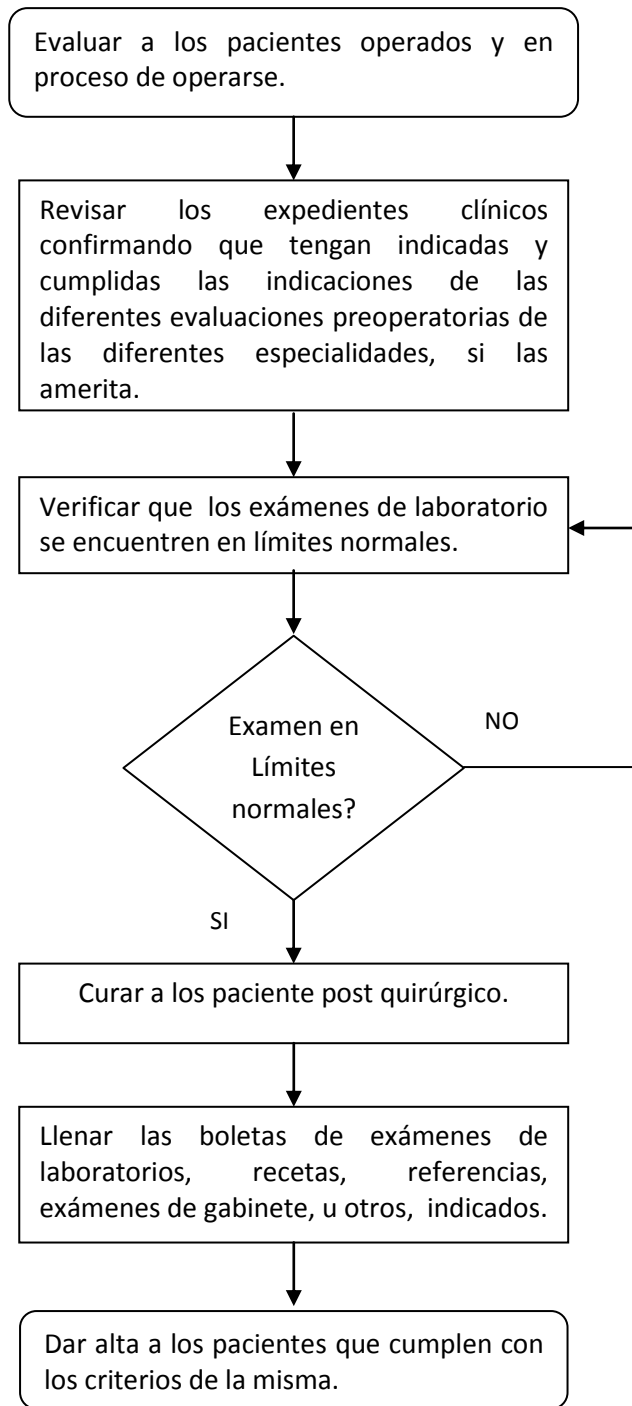 Evaluar a los pacientes operados y en
proceso de operarse.
Revisar los expedientes clínicos
confirmando que tengan indicadas y
cumplidas las indicaciones de las
diferentes evaluaciones preoperatorias de
las diferentes especialidades, si las
amerita.
Verificar que los exámenes de laboratorio
se encuentren en límites normales.
Examen en
Límites
normales?
NO
SI
Curar a los paciente post quirúrgico.
Llenar las boletas de exámenes de
laboratorios, recetas, referencias,
exámenes de gabinete, u otros, indicados.
Dar alta a los pacientes que cumplen con
los criterios de la misma.